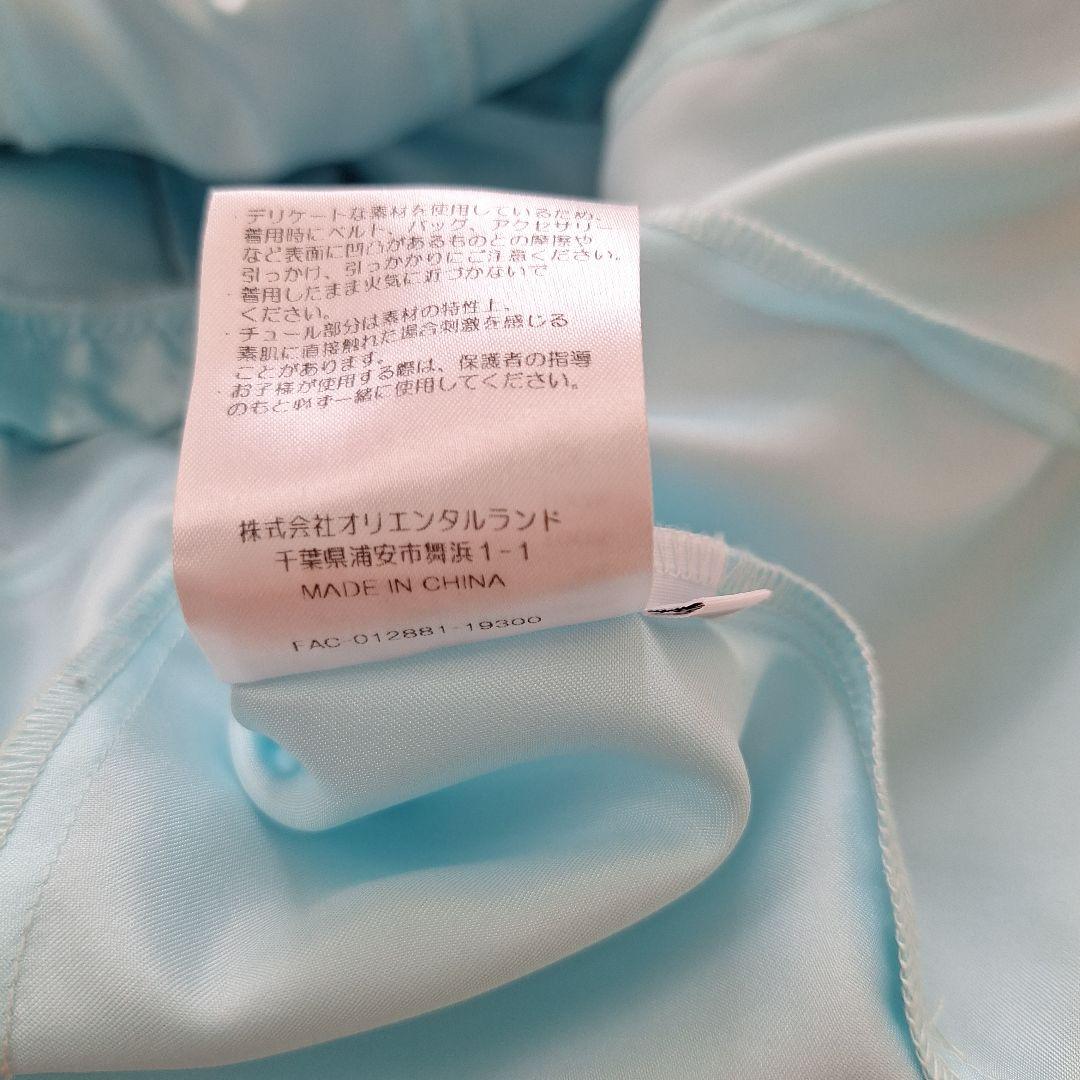 ・デリケートな素材を使用しているため、
着用時にベルト、バッグ、アクセサリー
など表面に凹凸があるものとの摩擦や
引っかけ、引っかかりにご注意ください。
・着用したまま火気に近づかないで
ください。
・チュール部分は素材の特性上、
素肌に直接触れた場合刺激を感じる
ことがあります。
・お子様が使用する際は、保護者の指導
のもと必ず一緒に使用してください。
株式会社オリエンタルランド
千葉県浦安市舞浜1-1
MADE IN CHINA
FAC-012881-19300